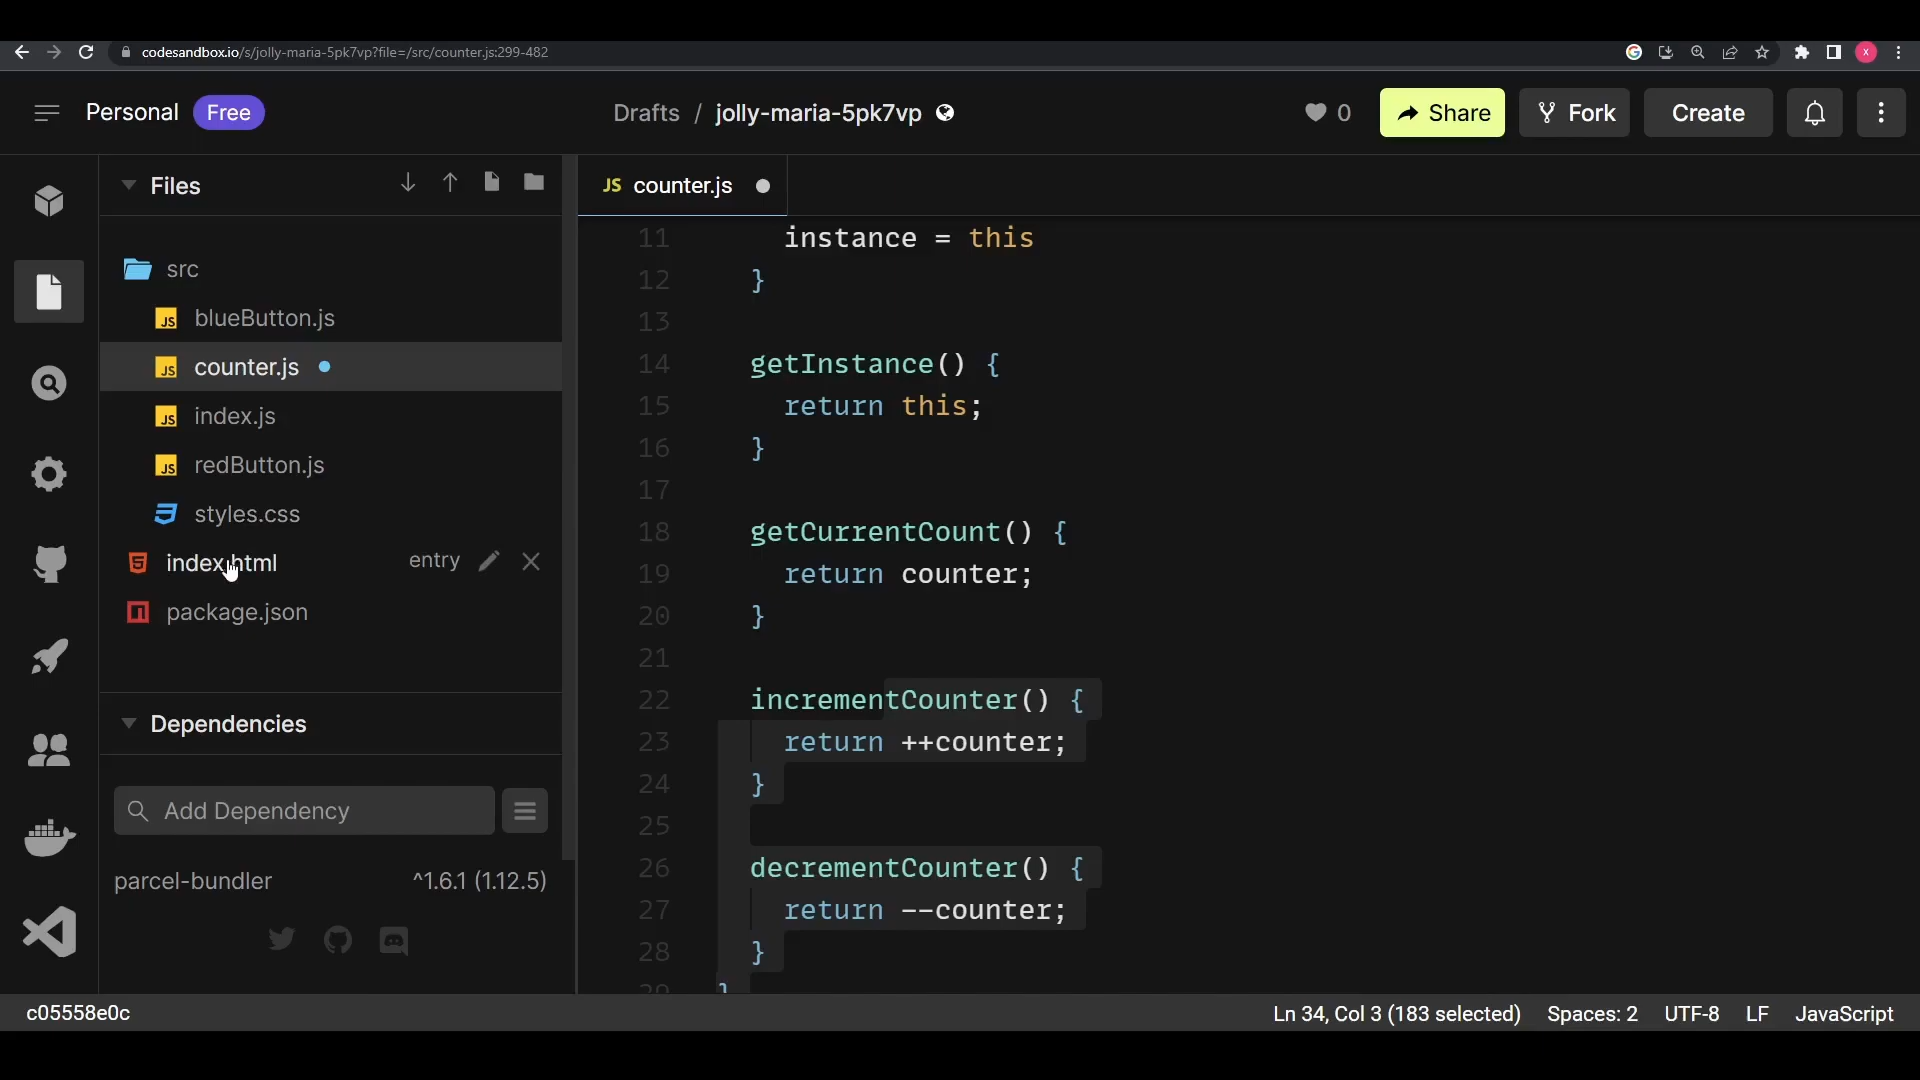 codesandbox.io/s/jolly-maria-5pk7vp?file=/src/counter.js:299-482
x
Personal Free
Drafts / jolly-maria-5pk7vp
0
Share
Fork
Create
Files
src
JS blueButton.js
JS counter.js
JS index.js
JS redButton.js
styles.css
index.html entry
package.json
Dependencies
Add Dependency
parcel-bundler ^1.6.1 (1.12.5)
JS counter.js
11 instance = this
12 }
13
14 getInstance() {
15 return this;
16 }
17
18 getCurrentCount() {
19 return counter;
20 }
21
22 incrementCounter() {
23 return ++counter;
24 }
25
26 decrementCounter() {
27 return --counter;
28 }
29 }
c05558e0c
Ln 34, Col 3 (183 selected) Spaces: 2 UTF-8 LF JavaScript